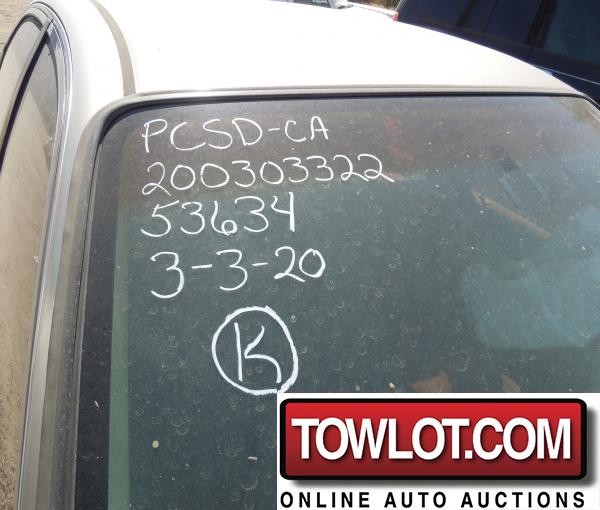 PCSD-CA
200303322
53634
3-3-20
K
TOWLOT.COM
ONLINE AUTO AUCTIONS